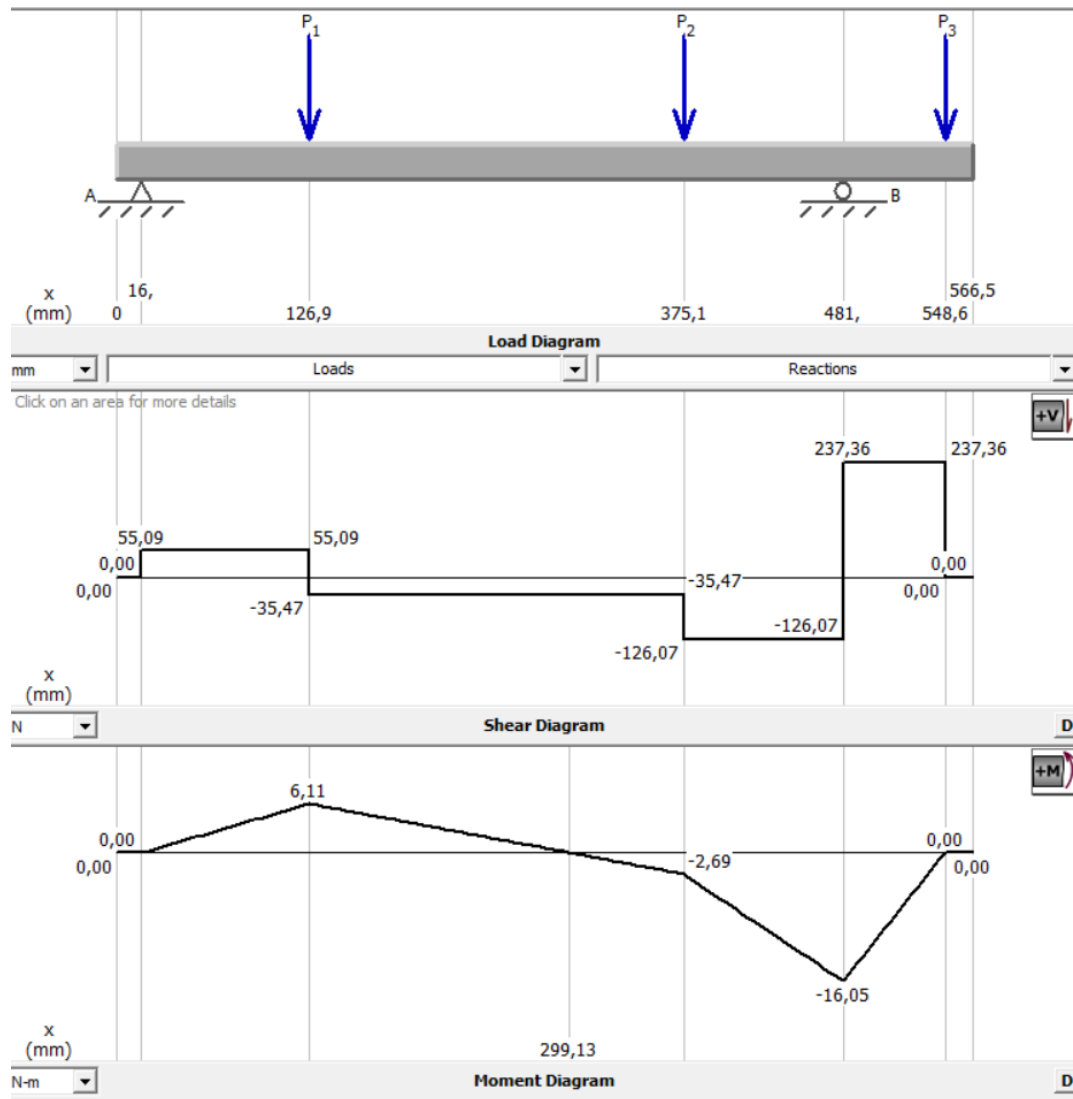 P1 P2 P3
A B
x 16, 566,5
(mm) 0 126,9 375,1 481, 548,6
Load Diagram
mm Loads Reactions
Click on an area for more details
+V
237,36 237,36
55,09 55,09
0,00 0,00
0,00 -35,47 0,00
-35,47
-126,07
-126,07
x
(mm)
N Shear Diagram D
+M
6,11
0,00 0,00
0,00 -2,69 0,00
-16,05
x
(mm) 299,13
N-m Moment Diagram D